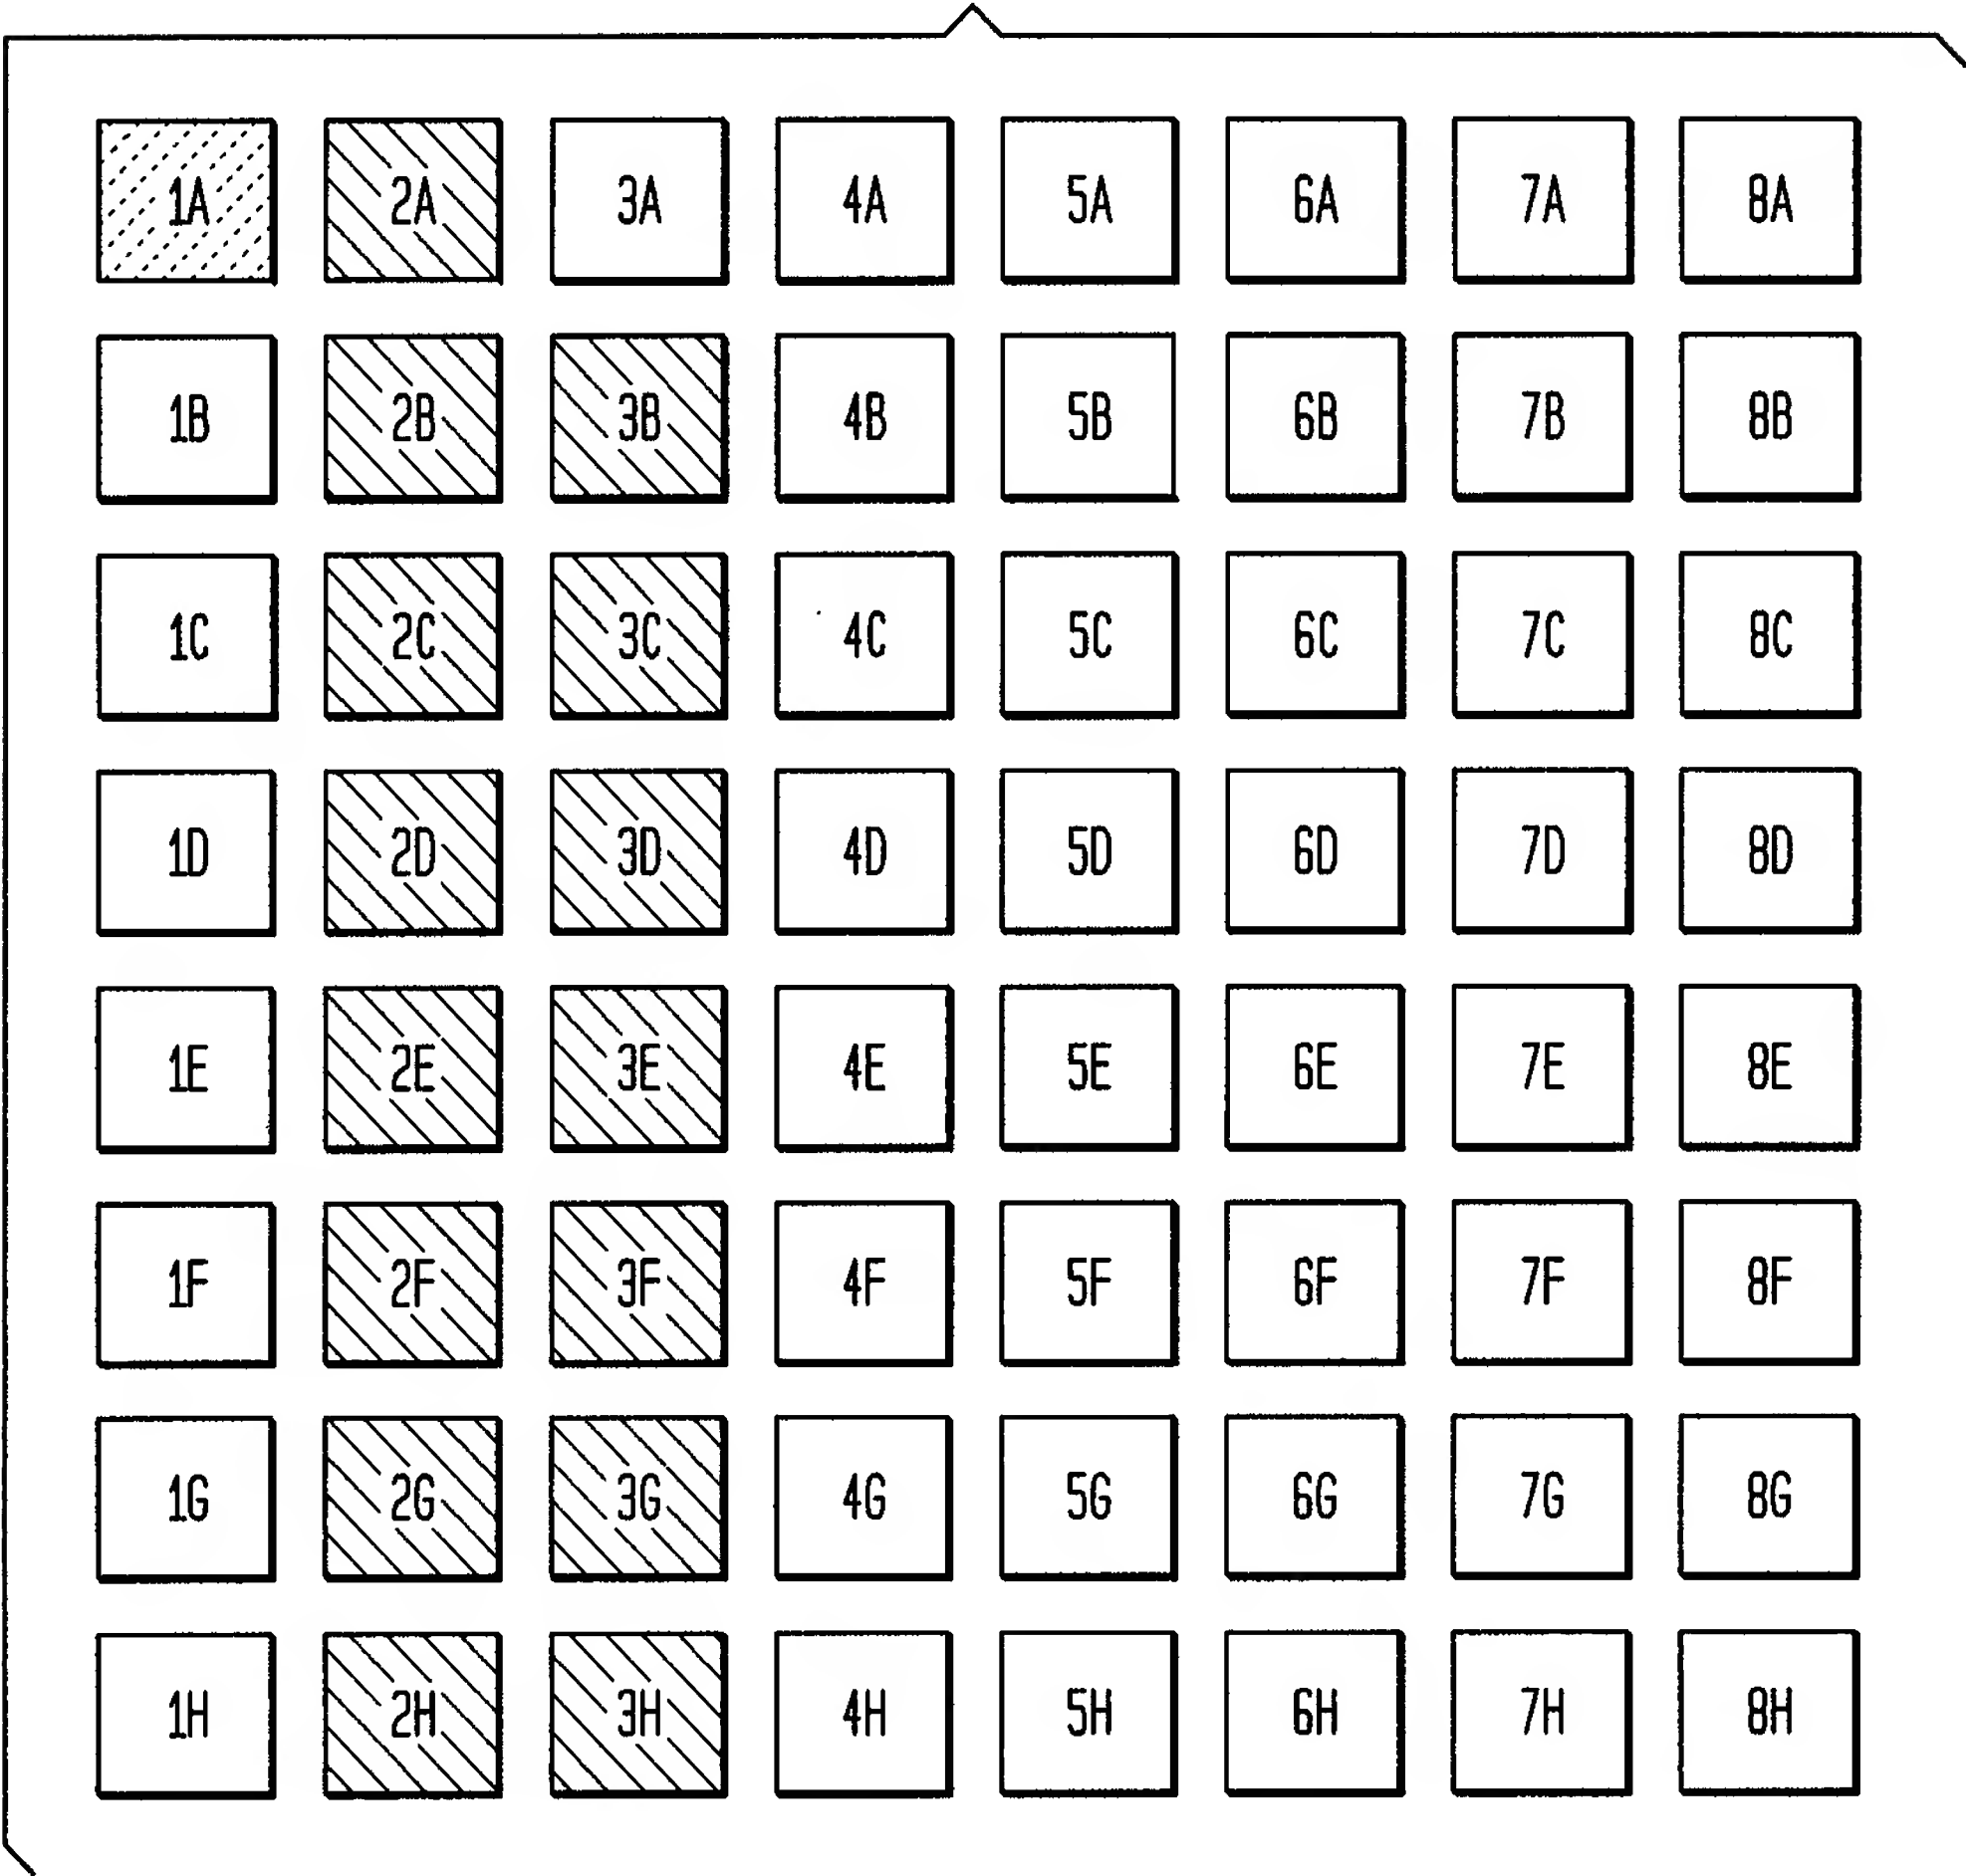 1A 2A 3A 4A 5A 6A 7A 8A
1B 2B 3B 4B 5B 6B 7B 8B
1C 2C 3C 4C 5C 6C 7C 8C
1D 2D 3D 4D 5D 6D 7D 8D
1E 2E 3E 4E 5E 6E 7E 8E
1F 2F 3F 4F 5F 6F 7F 8F
1G 2G 3G 4G 5G 6G 7G 8G
1H 2H 3H 4H 5H 6H 7H 8H